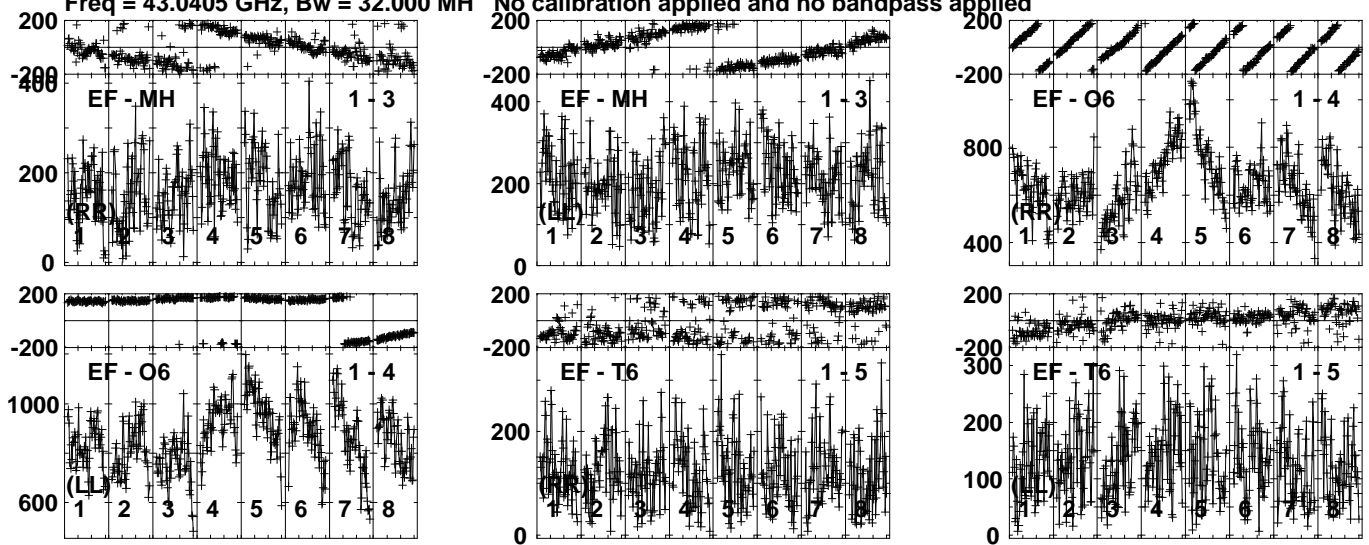 Freq = 43.0405 GHz, Bw = 32.000 MH No calibration applied and no bandpass applied
200
-200
400
200
0
EF - MH
1 - 3
(RR)
1 2 3 4 5 6 7 8
200
-200
400
200
0
EF - MH
1 - 3
(LL)
1 2 3 4 5 6 7 8
200
-200
800
400
EF - O6
1 - 4
(RR)
1 2 3 4 5 6 7 8
200
-200
1000
600
EF - O6
1 - 4
(LL)
1 2 3 4 5 6 7 8
200
-200
200
0
EF - T6
1 - 5
(RR)
1 2 3 4 5 6 7 8
200
-200
300
200
100
0
EF - T6
1 - 5
(LL)
1 2 3 4 5 6 7 8